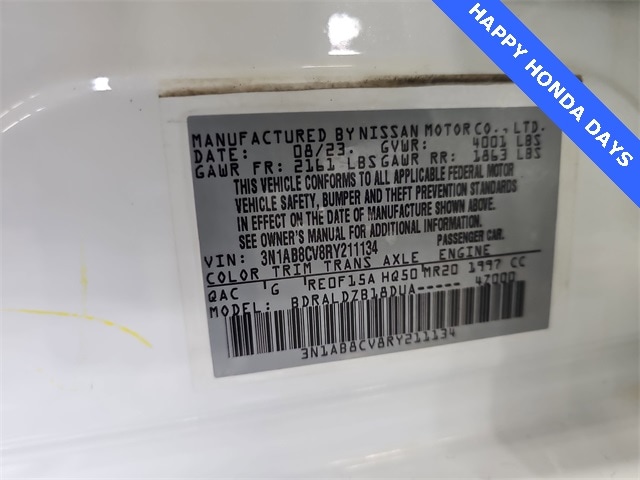 HAPPY HONDA DAYS
MANUFACTURED BY NISSAN MOTOR CO., LTD.
DATE: 08/23. GVWR: 4001 LBS
GAWR FR: 2161 LBS GAWR RR: 1863 LBS
THIS VEHICLE CONFORMS TO ALL APPLICABLE FEDERAL MOTOR
VEHICLE SAFETY, BUMPER AND THEFT PREVENTION STANDARDS
IN EFFECT ON THE DATE OF MANUFACTURE SHOWN ABOVE.
SEE OWNER'S MANUAL FOR ADDITIONAL INFORMATION.
VIN: 3N1AB8CV8RY211134 PASSENGER CAR.
COLOR TRIM TRANS AXLE ENGINE
QAC G RE0F15A HQ50 MR20 1997 CC
MODEL: BDRALDZB18DUA----- 47000
3N1AB8CV8RY211134